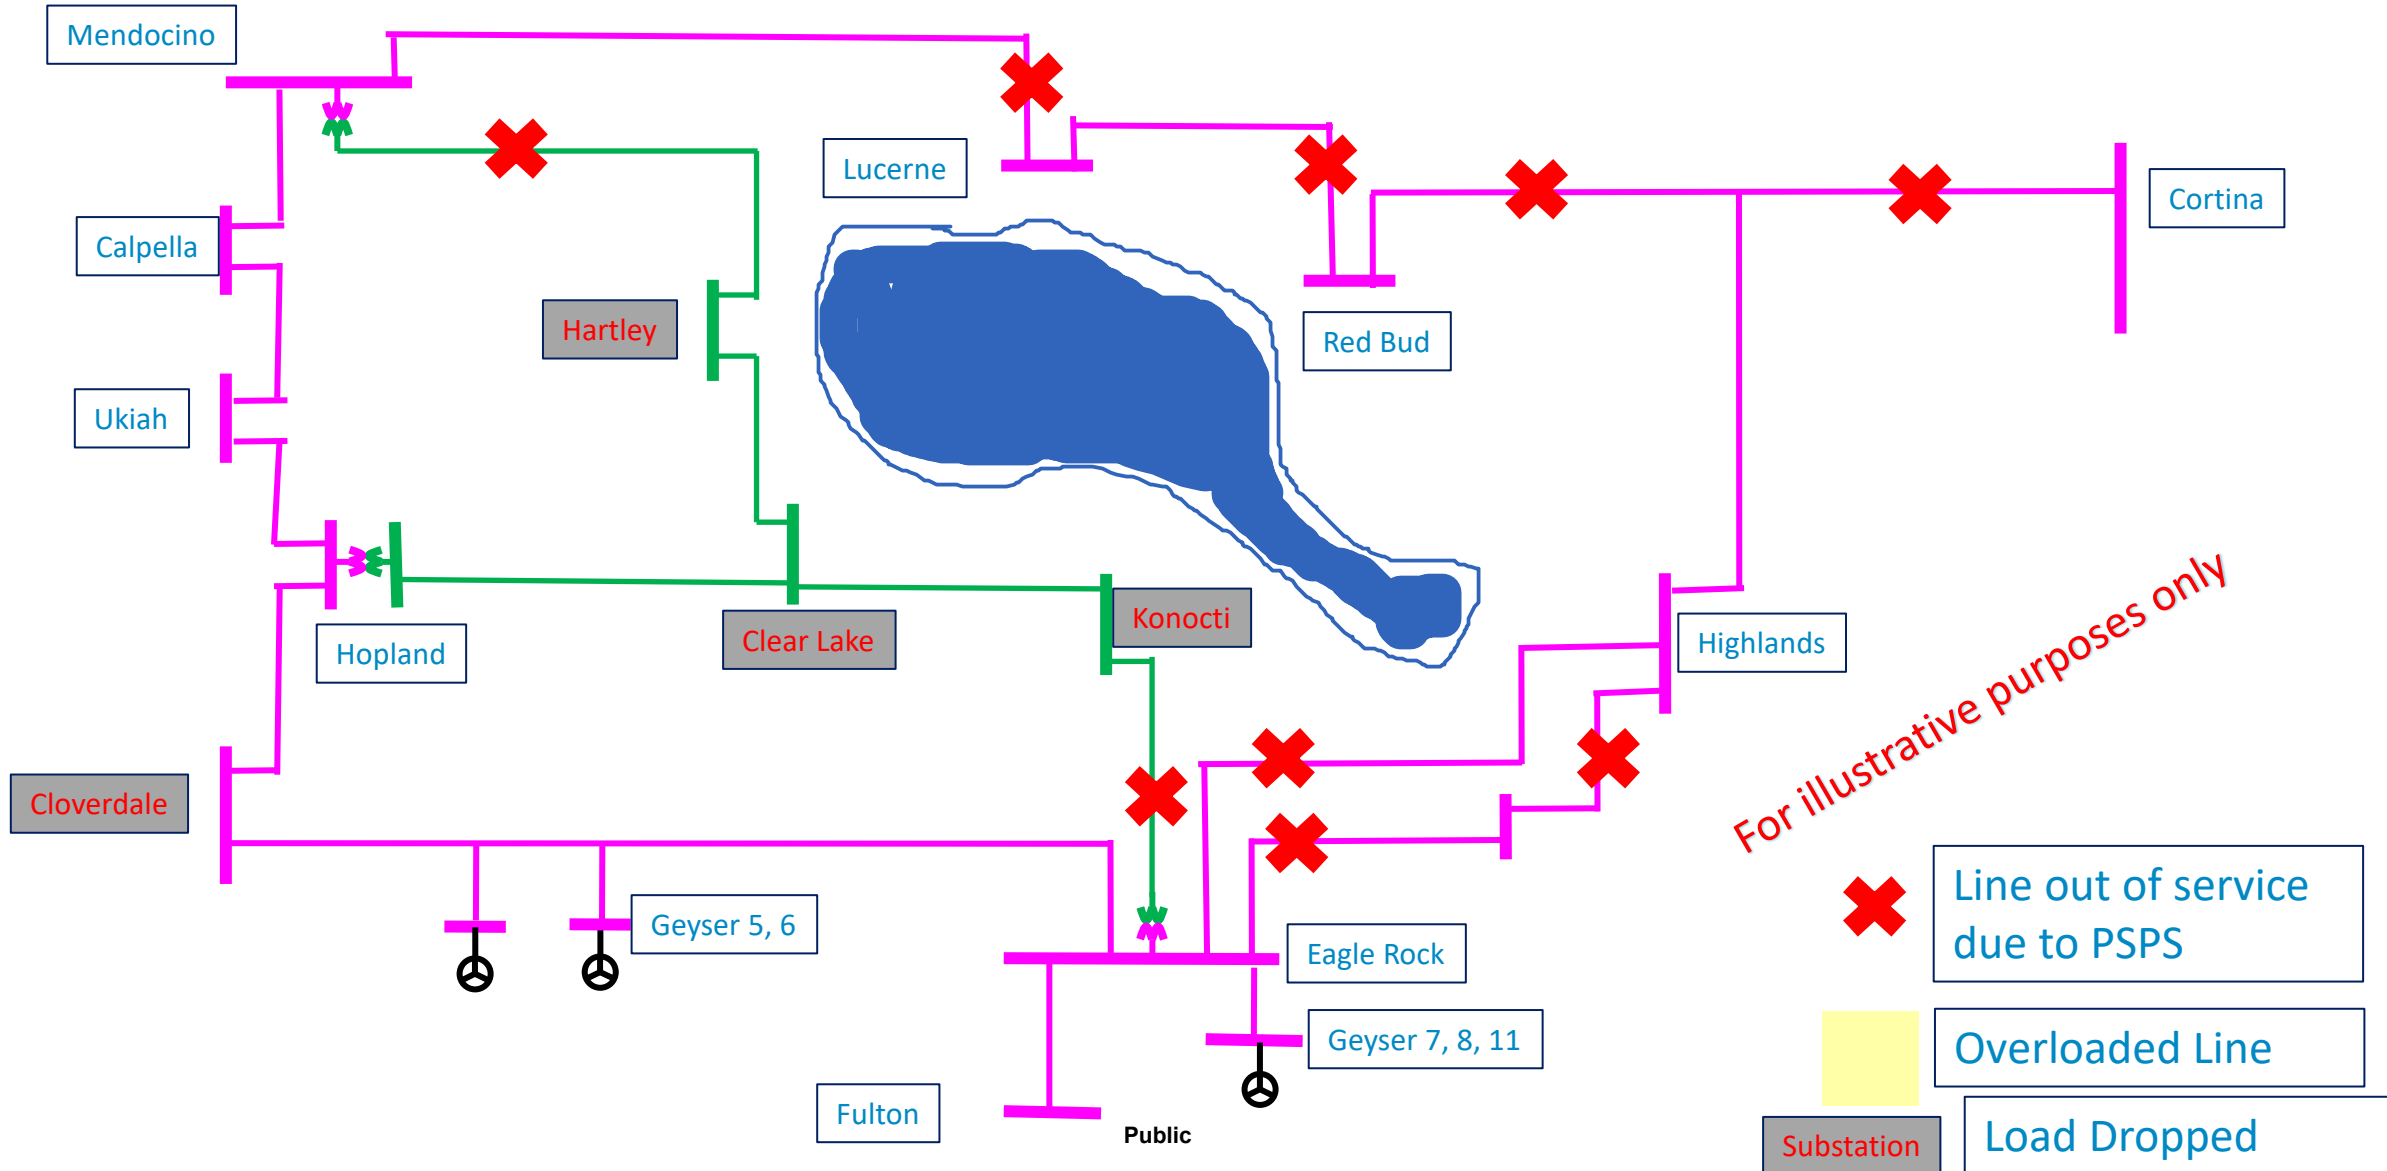 Mendocino
Lucerne
Cortina
Calpella
Hartley
Red Bud
Ukiah
Hopland
Clear Lake
Konocti
Highlands
For illustrative purposes only
Cloverdale
Geyser 5, 6
Eagle Rock
Geyser 7, 8, 11
Fulton
Public
Line out of service
due to PSPS
Overloaded Line
Substation
Load Dropped